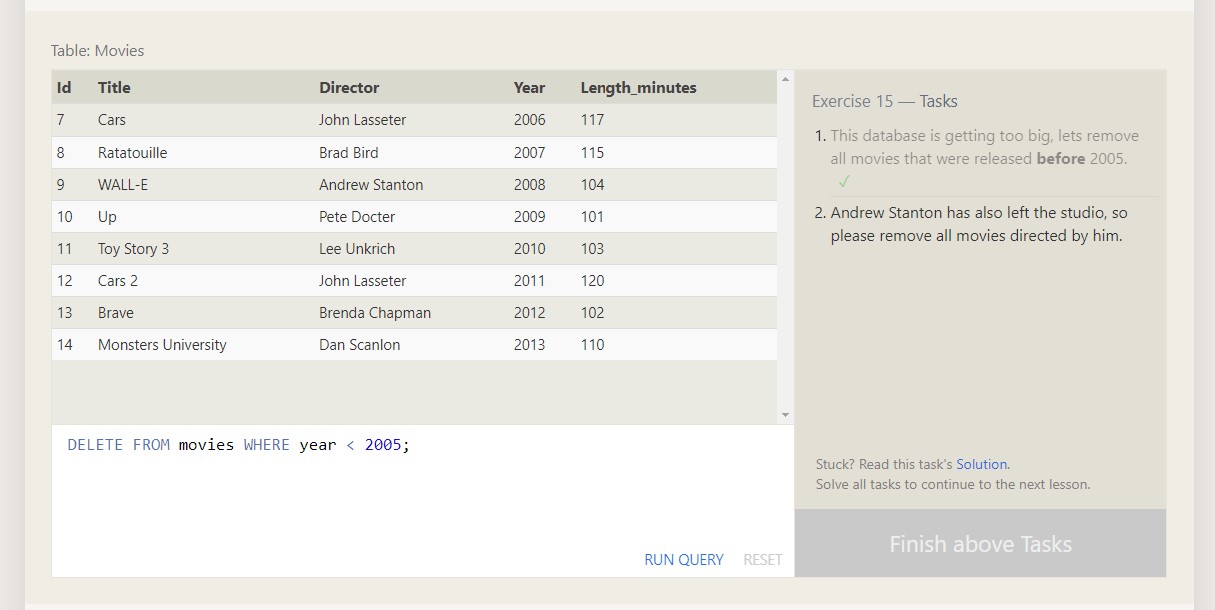 Table: Movies
Id Title Director Year Length_minutes
7 Cars John Lasseter 2006 117
8 Ratatouille Brad Bird 2007 115
9 WALL-E Andrew Stanton 2008 104
10 Up Pete Docter 2009 101
11 Toy Story 3 Lee Unkrich 2010 103
12 Cars 2 John Lasseter 2011 120
13 Brave Brenda Chapman 2012 102
14 Monsters University Dan Scanlon 2013 110
DELETE FROM movies WHERE year < 2005;
RUN QUERY RESET
Exercise 15 — Tasks
1. This database is getting too big, lets remove
all movies that were released before 2005.
✓
2. Andrew Stanton has also left the studio, so
please remove all movies directed by him.
Stuck? Read this task's Solution.
Solve all tasks to continue to the next lesson.
Finish above Tasks